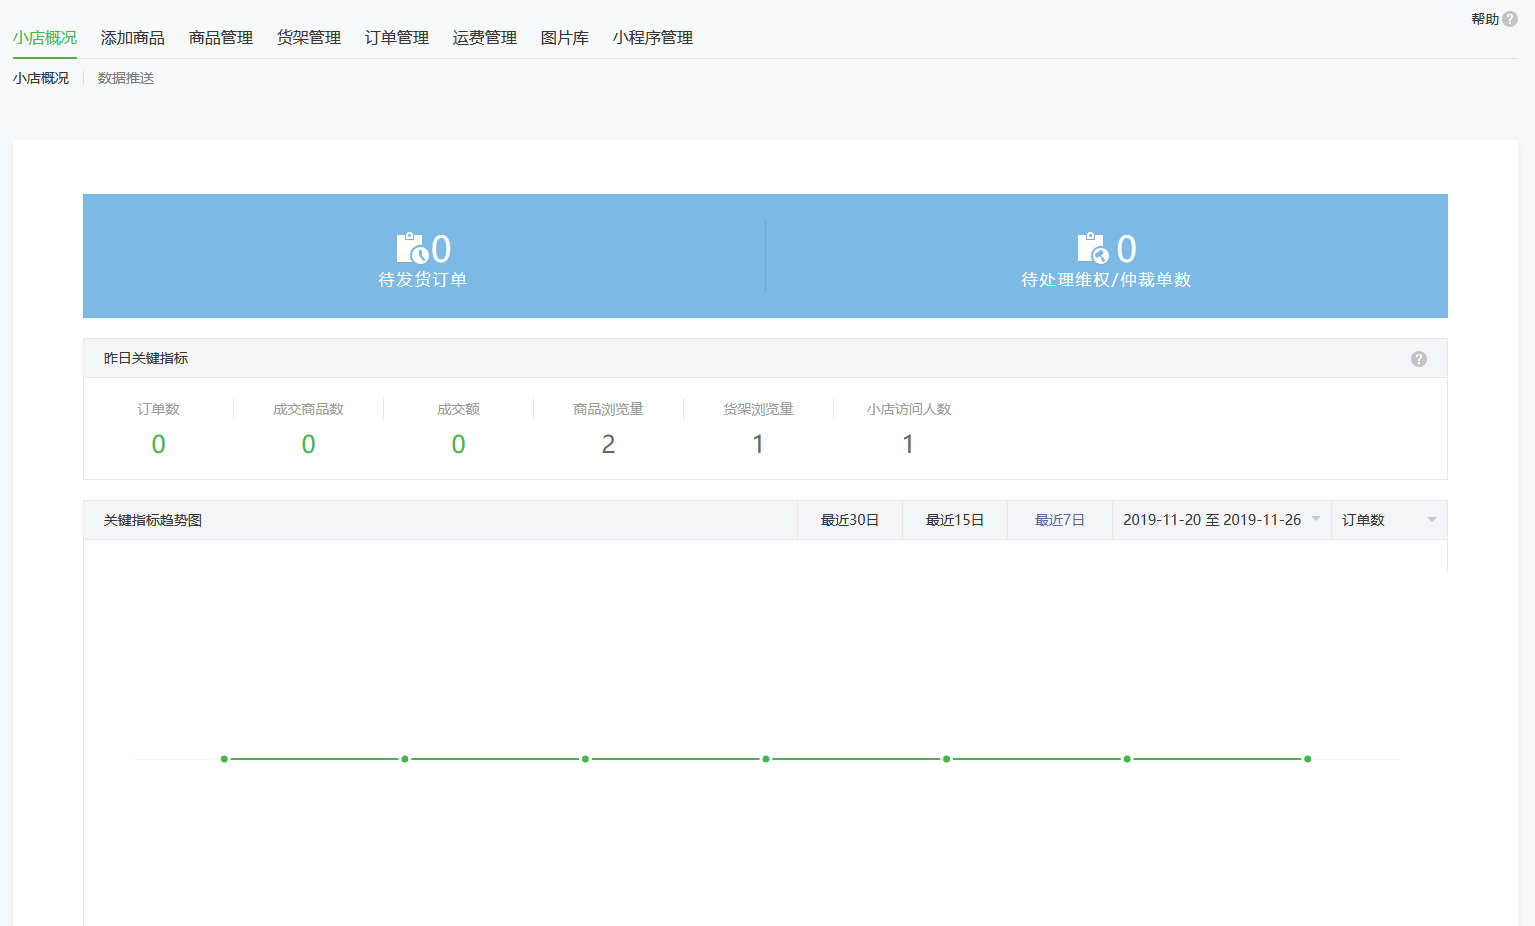 帮助
小店概况 添加商品 商品管理 货架管理 订单管理 运费管理 图片库 小程序管理
小店概况 数据推送
0 0
待发货订单 待处理维权/仲裁单数
昨日关键指标
订单数 成交商品数 成交额 商品浏览量 货架浏览量 小店访问人数
0 0 0 2 1 1
关键指标趋势图 最近30日 最近15日 最近7日 2019-11-20 至 2019-11-26 订单数